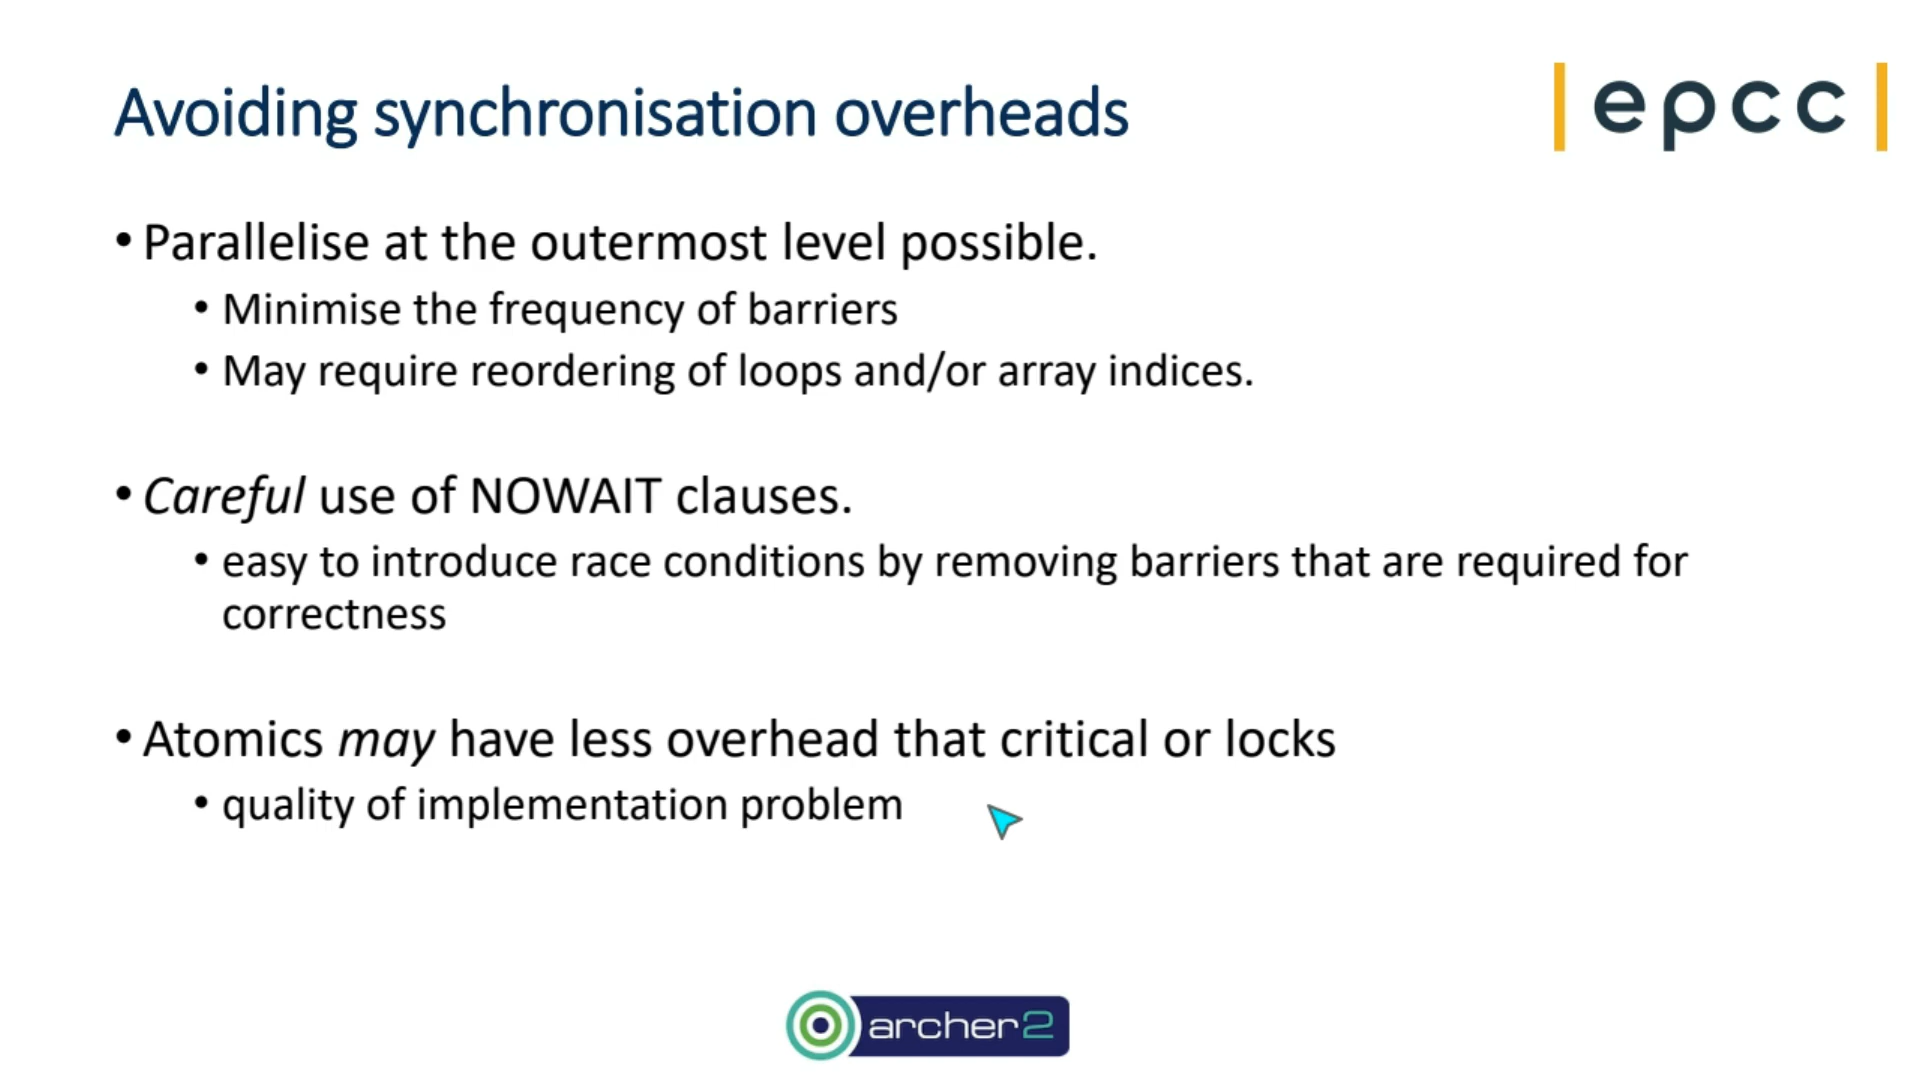 Avoiding synchronisation overheads
| epcc |
• Parallelise at the outermost level possible.
• Minimise the frequency of barriers
• May require reordering of loops and/or array indices.
• Careful use of NOWAIT clauses.
• easy to introduce race conditions by removing barriers that are required for
correctness
• Atomics may have less overhead that critical or locks
• quality of implementation problem
archer2